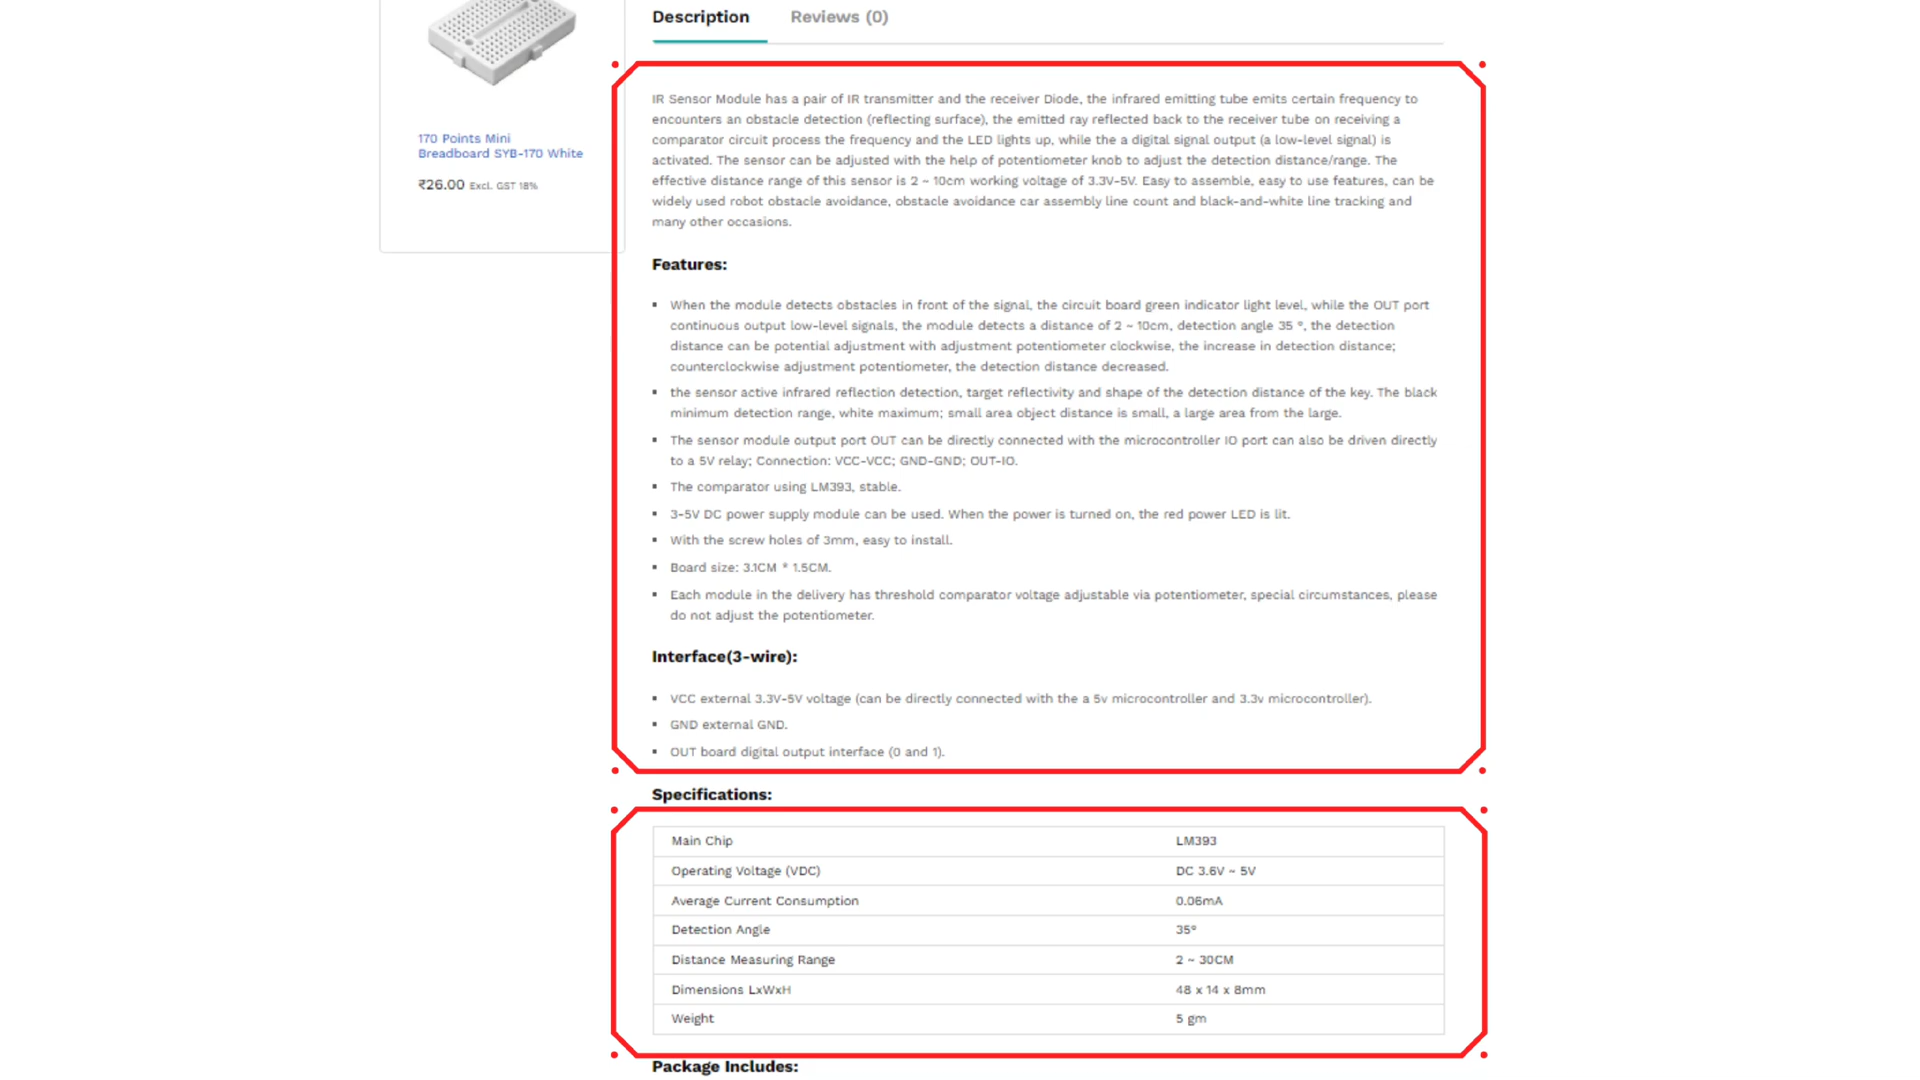 Description
Reviews (0)
170 Points Mini
Breadboard SYB-170 White
₹26.00 Excl. GST 18%
IR Sensor Module has a pair of IR transmitter and the receiver Diode, the infrared emitting tube emits certain frequency to
encounters an obstacle detection (reflecting surface), the emitted ray reflected back to the receiver tube on receiving a
comparator circuit process the frequency and the LED lights up, while the a digital signal output (a low-level signal) is
activated. The sensor can be adjusted with the help of potentiometer knob to adjust the detection distance/range. The
effective distance range of this sensor is 2 ~ 10cm working voltage of 3.3V-5V. Easy to assemble, easy to use features, can be
widely used robot obstacle avoidance, obstacle avoidance car assembly line count and black-and-white line tracking and
many other occasions.
Features:
▪ When the module detects obstacles in front of the signal, the circuit board green indicator light level, while the OUT port
continuous output low-level signals, the module detects a distance of 2 ~ 10cm, detection angle 35 °, the detection
distance can be potential adjustment with adjustment potentiometer clockwise, the increase in detection distance;
counterclockwise adjustment potentiometer, the detection distance decreased.
▪ the sensor active infrared reflection detection, target reflectivity and shape of the detection distance of the key. The black
minimum detection range, white maximum; small area object distance is small, a large area from the large.
▪ The sensor module output port OUT can be directly connected with the microcontroller IO port can also be driven directly
to a 5V relay; Connection: VCC-VCC; GND-GND; OUT-IO.
▪ The comparator using LM393, stable.
▪ 3-5V DC power supply module can be used. When the power is turned on, the red power LED is lit.
▪ With the screw holes of 3mm, easy to install.
▪ Board size: 3.1CM * 1.5CM.
▪ Each module in the delivery has threshold comparator voltage adjustable via potentiometer, special circumstances, please
do not adjust the potentiometer.
Interface(3-wire):
▪ VCC external 3.3V-5V voltage (can be directly connected with the a 5v microcontroller and 3.3v microcontroller).
▪ GND external GND.
▪ OUT board digital output interface (0 and 1).
Specifications:
Main Chip LM393
Operating Voltage (VDC) DC 3.6V ~ 5V
Average Current Consumption 0.06mA
Detection Angle 35°
Distance Measuring Range 2 ~ 30CM
Dimensions LxWxH 48 x 14 x 8mm
Weight 5 gm
Package Includes: